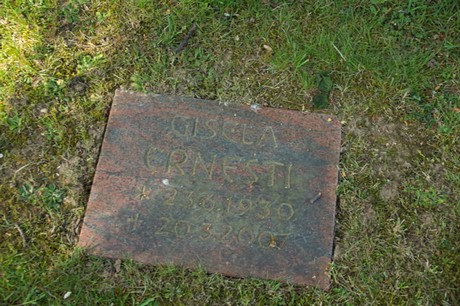 GISELA
ERNESTI
* 23.6.1930
† 20.3.2007